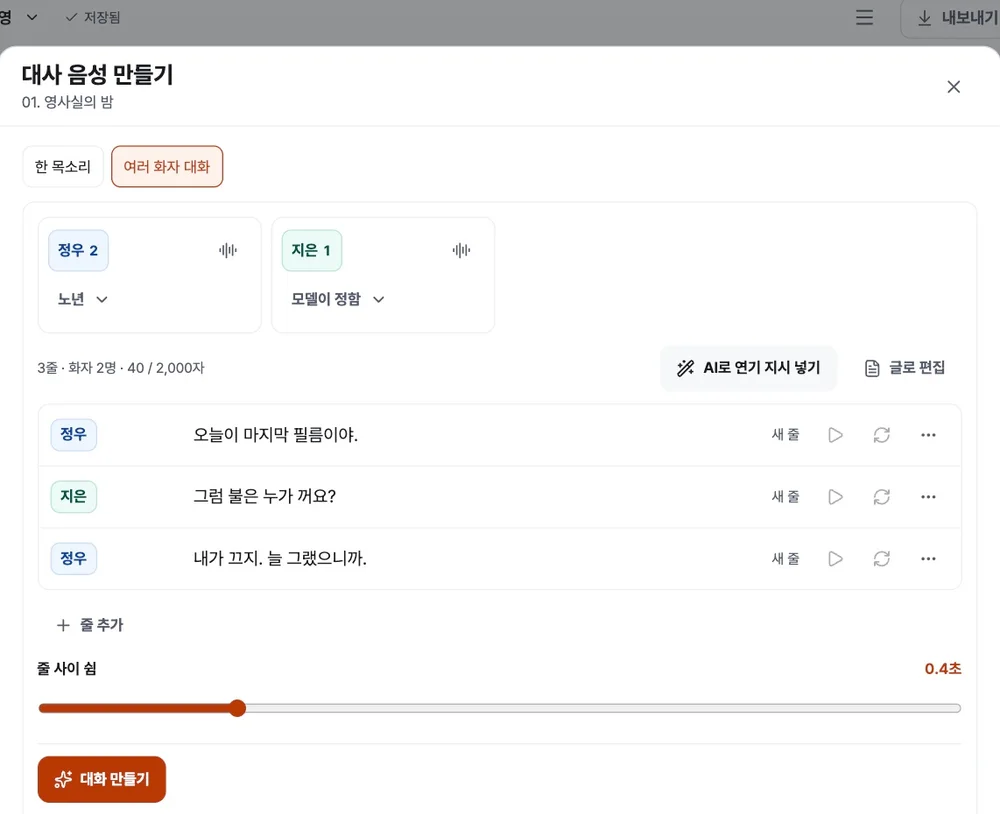 영
저장됨
내보내기
대사 음성 만들기
01. 영사실의 밤
한 목소리
여러 화자 대화
정우 2
노년
지은 1
모델이 정함
3줄 · 화자 2명 · 40 / 2,000자
AI로 연기 지시 넣기
글로 편집
정우 오늘이 마지막 필름이야. 새 줄
지은 그럼 불은 누가 꺼요? 새 줄
정우 내가 끄지. 늘 그랬으니까. 새 줄
줄 추가
줄 사이 쉼 0.4초
대화 만들기